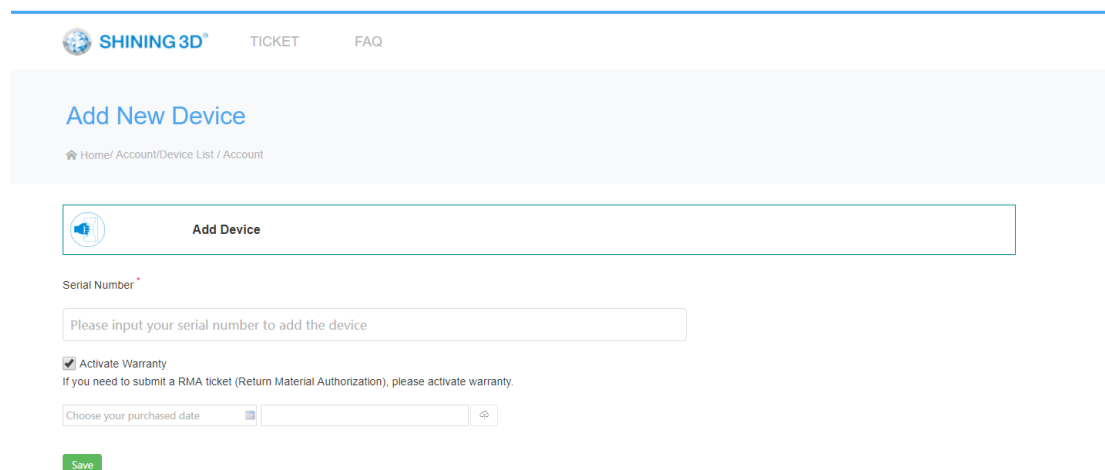 SHINING 3D® TICKET FAQ
Add New Device
Home/ Account/Device List / Account
Add Device
Serial Number *
Please input your serial number to add the device
Activate Warranty
If you need to submit a RMA ticket (Return Material Authorization), please activate warranty.
Choose your purchased date
Save